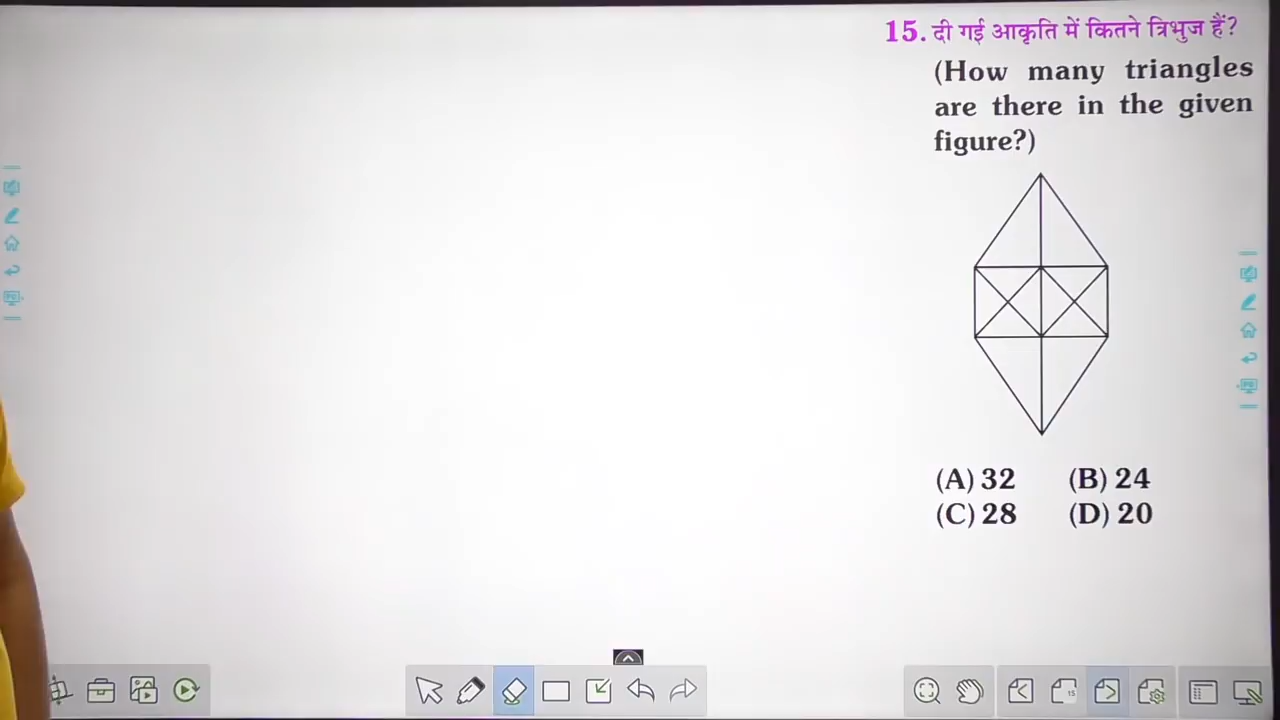 15. दी गई आकृति में कितने त्रिभुज हैं?
(How many triangles
are there in the given
figure?)
(A) 32 (B) 24
(C) 28 (D) 20